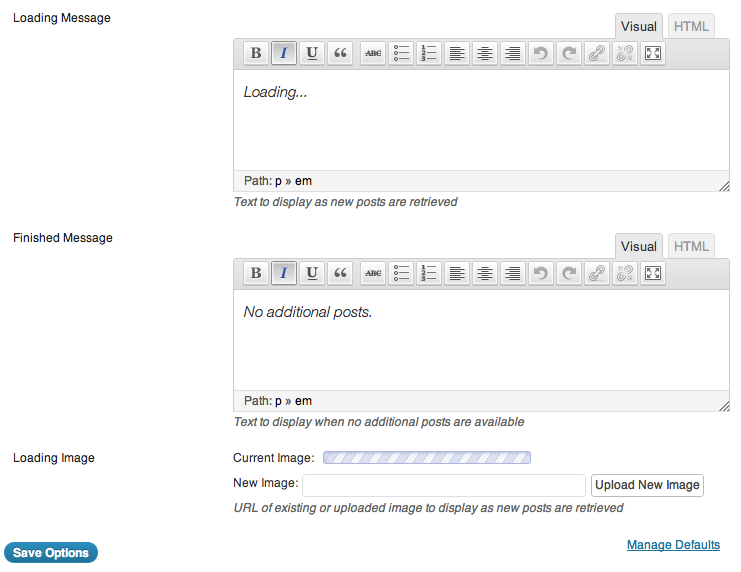 Loading Message
Visual HTML
B I U “ ABC
Loading...
Path: p » em
Text to display as new posts are retrieved
Finished Message
Visual HTML
B I U “ ABC
No additional posts.
Path: p » em
Text to display when no additional posts are available
Loading Image
Current Image:
New Image: Upload New Image
URL of existing or uploaded image to display as new posts are retrieved
Manage Defaults
Save Options